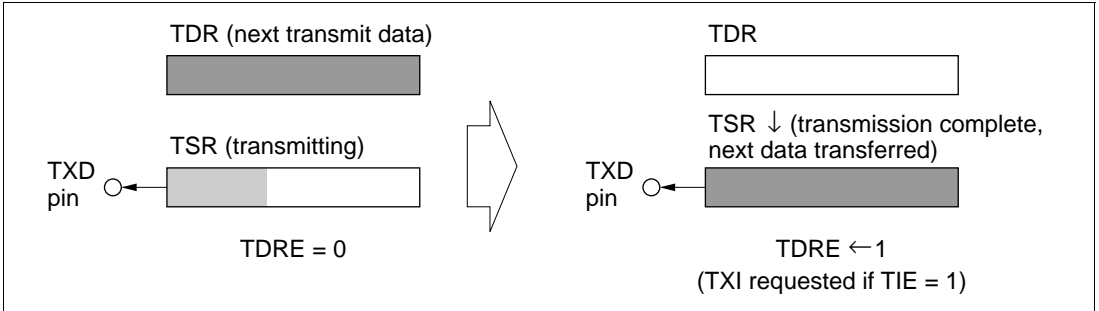 TDR (next transmit data)
TSR (transmitting)
TXD
pin
TDRE = 0
TDR
TSR ↓ (transmission complete,
next data transferred)
TXD
pin
TDRE ← 1
(TXI requested if TIE = 1)